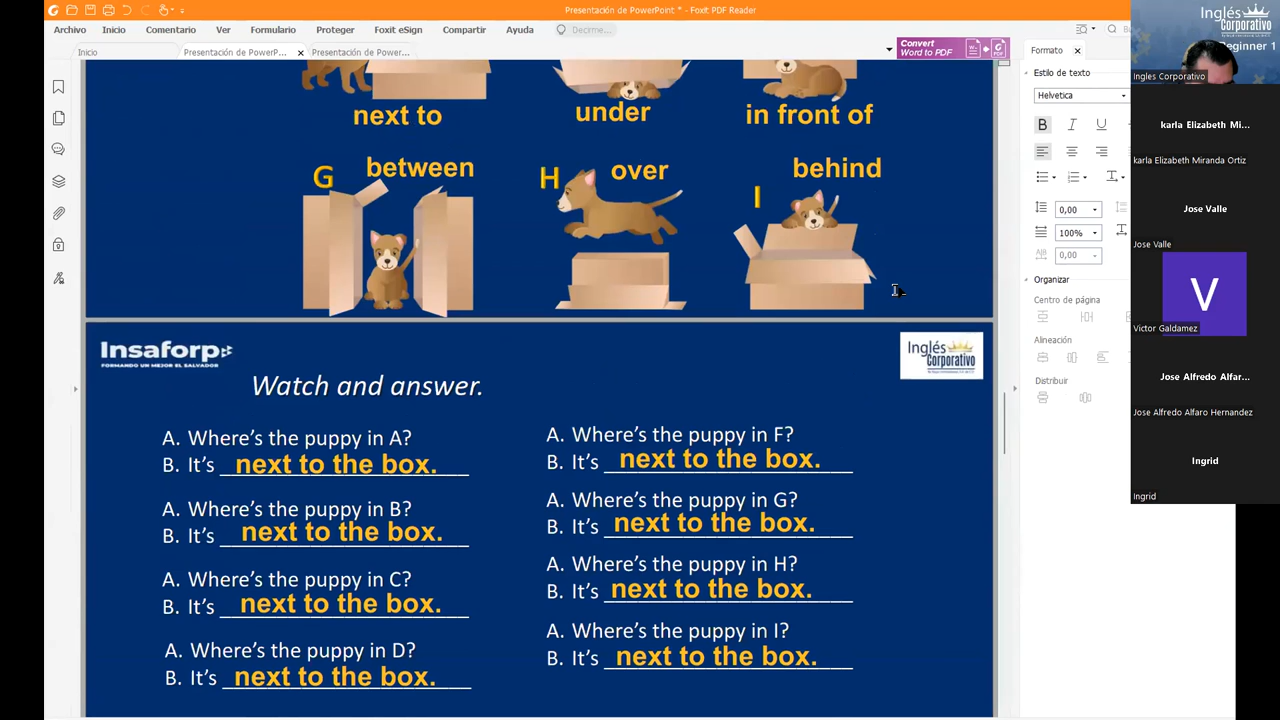 Presentación de PowerPoint * - Foxit PDF Reader
Archivo Inicio Comentario Ver Formulario Proteger Foxit eSign Compartir Ayuda Decirme...
Inicio Presentación de PowerP... Presentación de Power...
Convert
Word to PDF
next to under in front of
G between H over I behind
Insaforp
FORMANDO UN MEJOR EL SALVADOR
Inglés
Corporativo
Watch and answer.
A. Where's the puppy in A?
B. It's next to the box.
A. Where's the puppy in B?
B. It's next to the box.
A. Where's the puppy in C?
B. It's next to the box.
A. Where's the puppy in D?
B. It's next to the box.
A. Where's the puppy in F?
B. It's next to the box.
A. Where's the puppy in G?
B. It's next to the box.
A. Where's the puppy in H?
B. It's next to the box.
A. Where's the puppy in I?
B. It's next to the box.
Formato
Estilo de texto
Helvetica
B I U
0,00
100%
0,00
Organizar
Centro de página
Alineación
Distribuir
Inglés
Corporativo
Beginner 1
Ingles Corporativo
karla Elizabeth Mi...
karla Elizabeth Miranda Ortiz
Jose Valle
Jose Valle
V
Victor Galdamez
Jose Alfredo Alfar...
Jose Alfredo Alfaro Hernandez
Ingrid
Ingrid